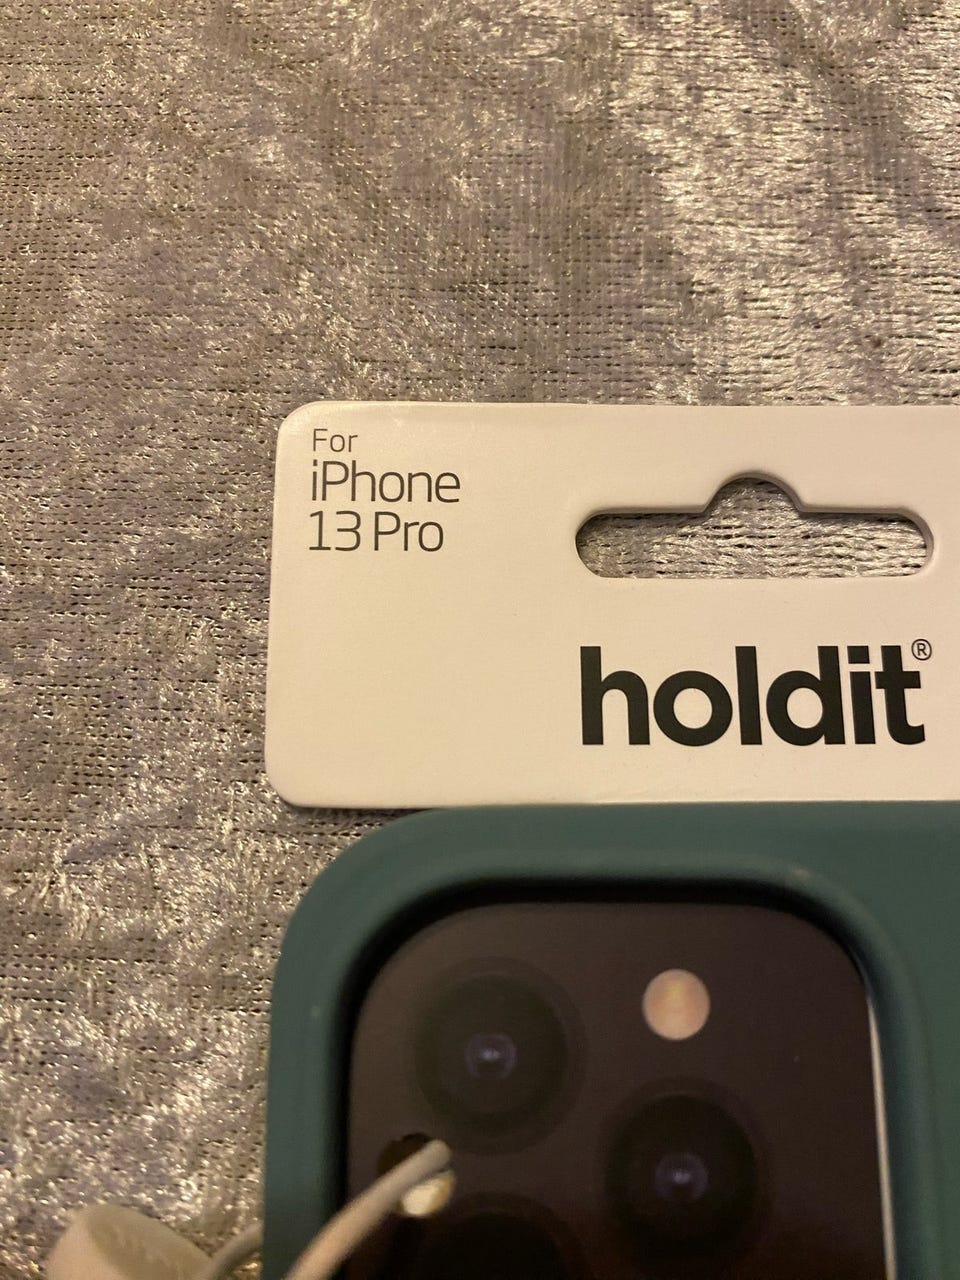 For
iPhone
13 Pro
holdit®